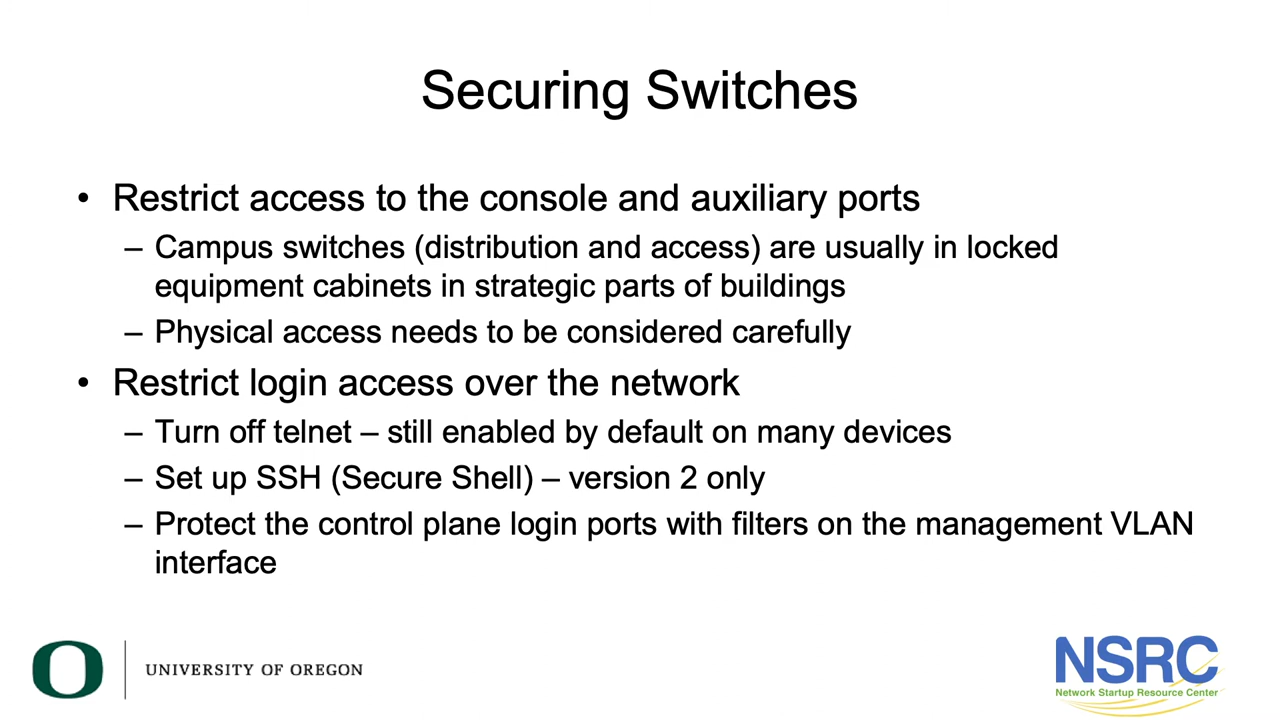 Securing Switches
• Restrict access to the console and auxiliary ports
– Campus switches (distribution and access) are usually in locked
equipment cabinets in strategic parts of buildings
– Physical access needs to be considered carefully
• Restrict login access over the network
– Turn off telnet – still enabled by default on many devices
– Set up SSH (Secure Shell) – version 2 only
– Protect the control plane login ports with filters on the management VLAN
interface
O
UNIVERSITY OF OREGON
NSRC
Network Startup Resource Center